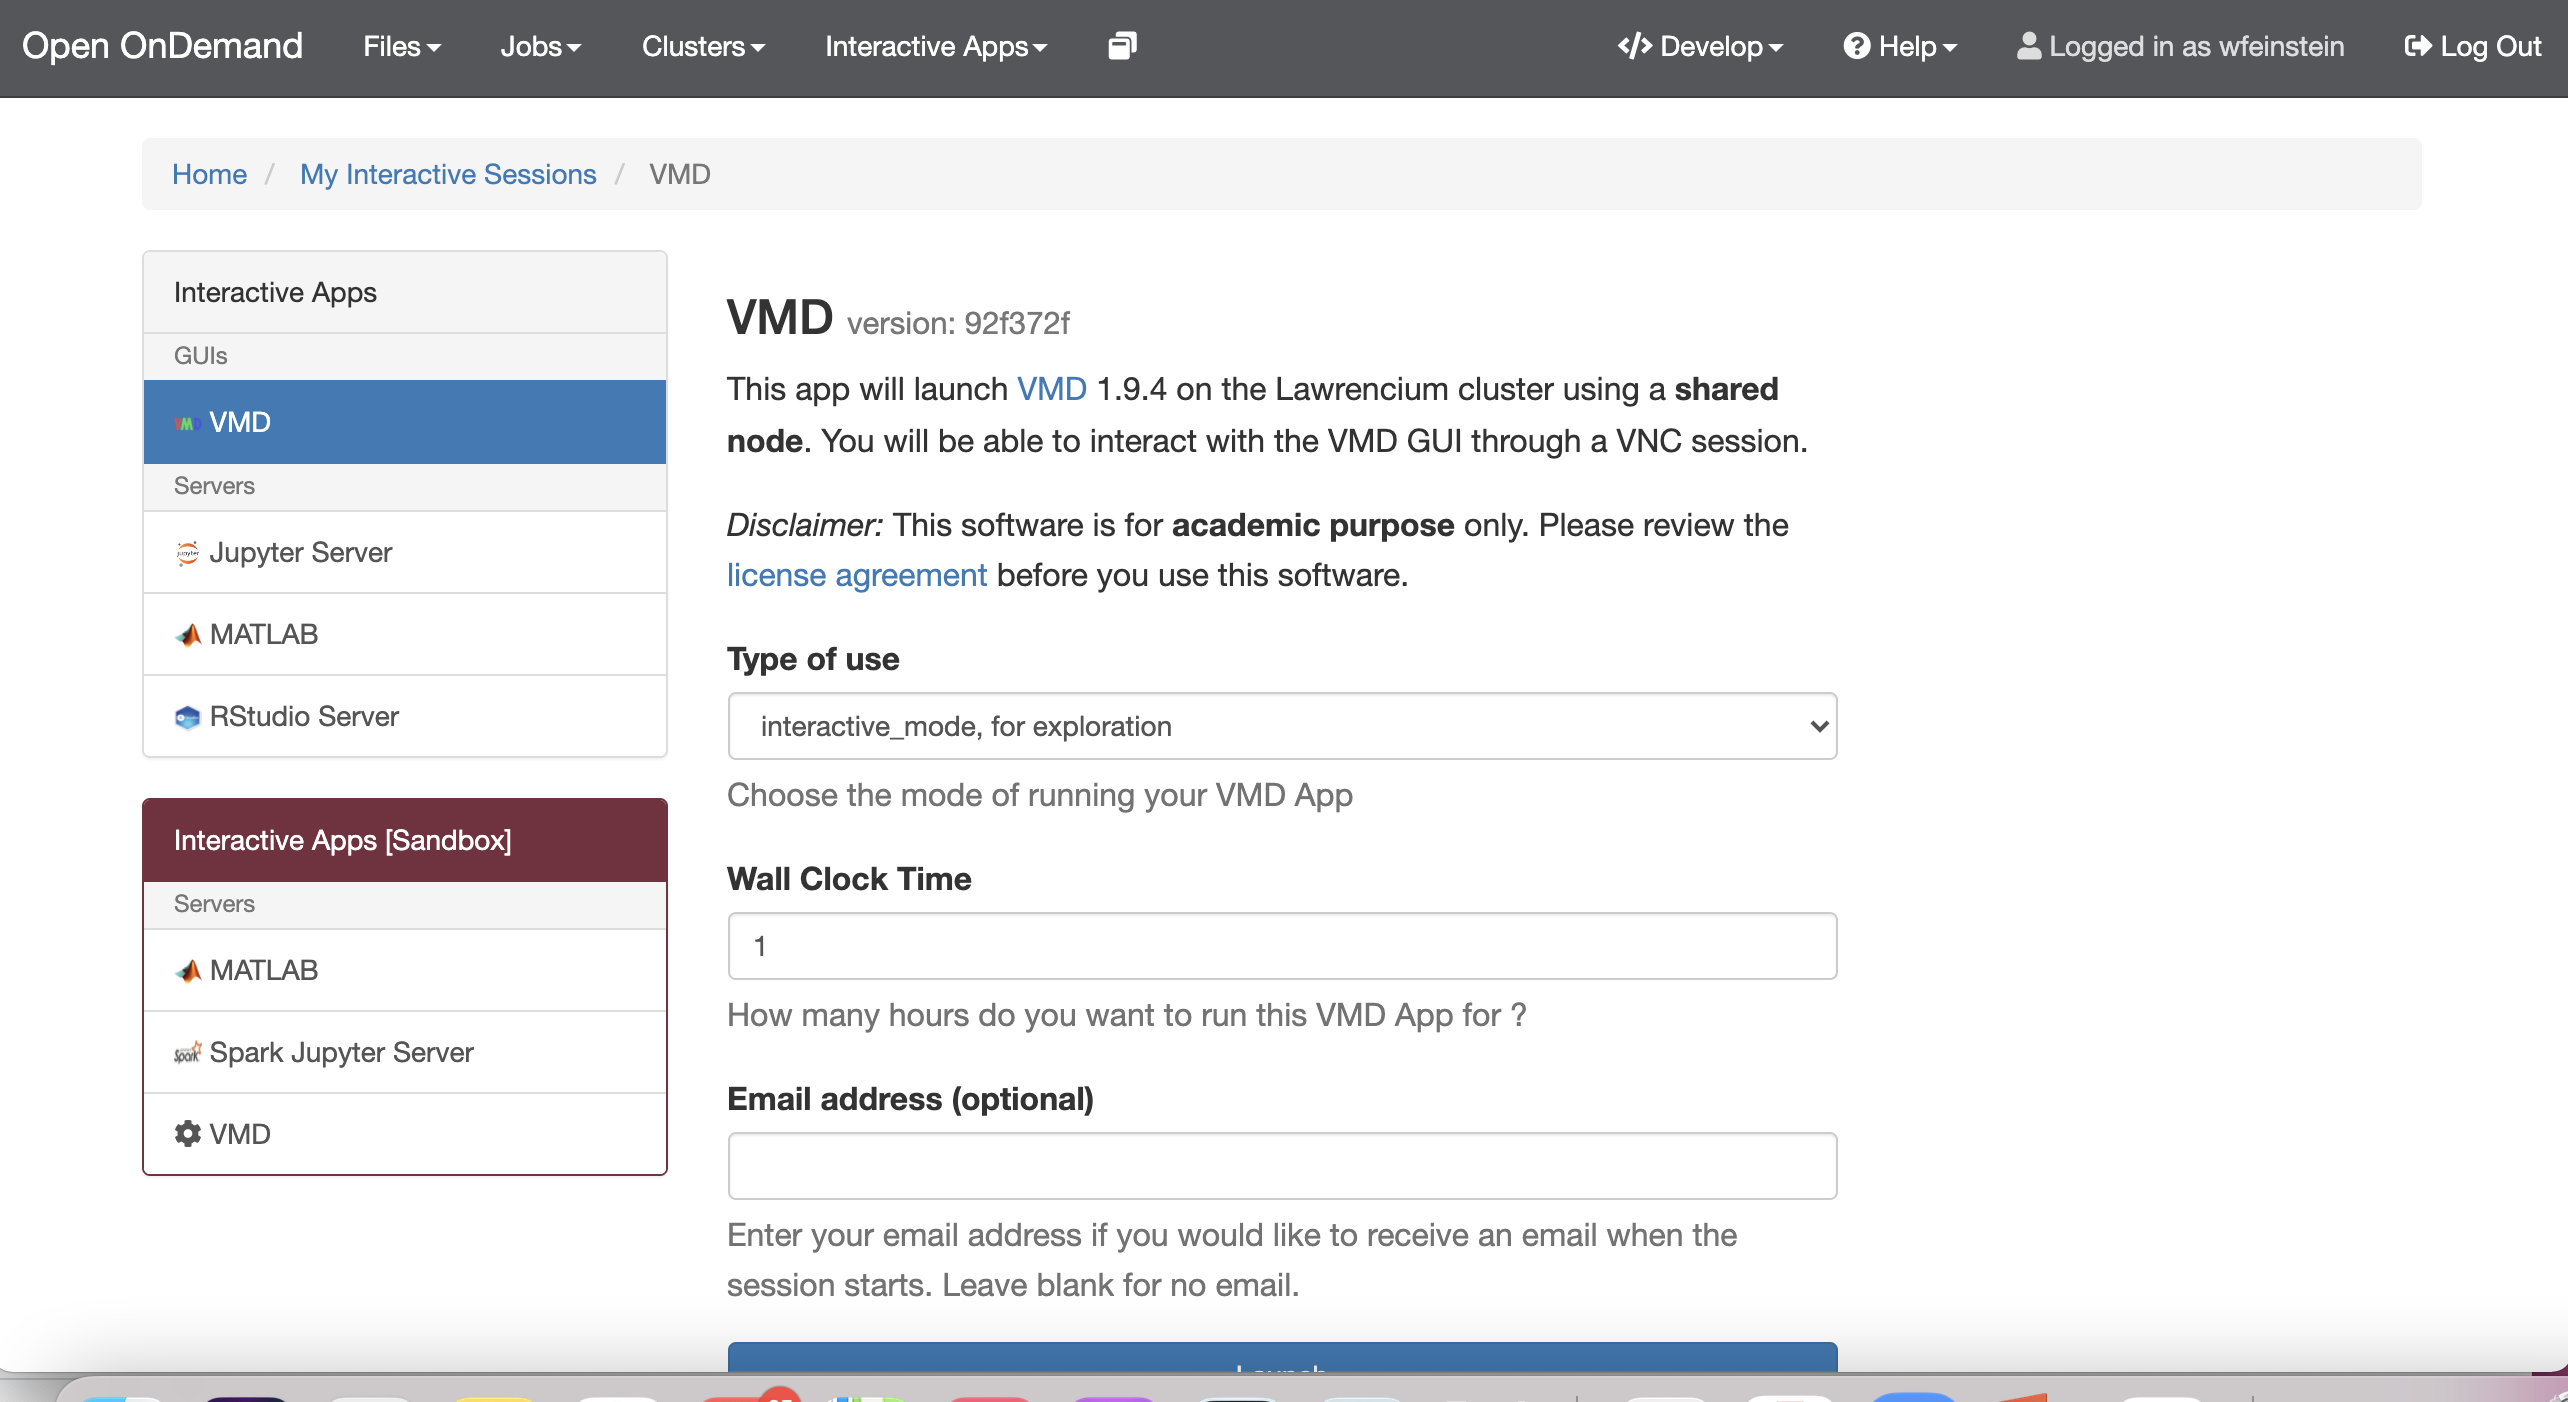 Open OnDemand Files Jobs Clusters Interactive Apps </> Develop Help Logged in as wfeinstein Log Out
Home / My Interactive Sessions / VMD
Interactive Apps
GUIs
VMD VMD
Servers
Jupyter Server
MATLAB
RStudio Server
Interactive Apps [Sandbox]
Servers
MATLAB
Spark Spark Jupyter Server
VMD
VMD version: 92f372f
This app will launch VMD 1.9.4 on the Lawrencium cluster using a shared
node. You will be able to interact with the VMD GUI through a VNC session.
Disclaimer: This software is for academic purpose only. Please review the
license agreement before you use this software.
Type of use
interactive_mode, for exploration
Choose the mode of running your VMD App
Wall Clock Time
1
How many hours do you want to run this VMD App for ?
Email address (optional)
Enter your email address if you would like to receive an email when the
session starts. Leave blank for no email.
Launch